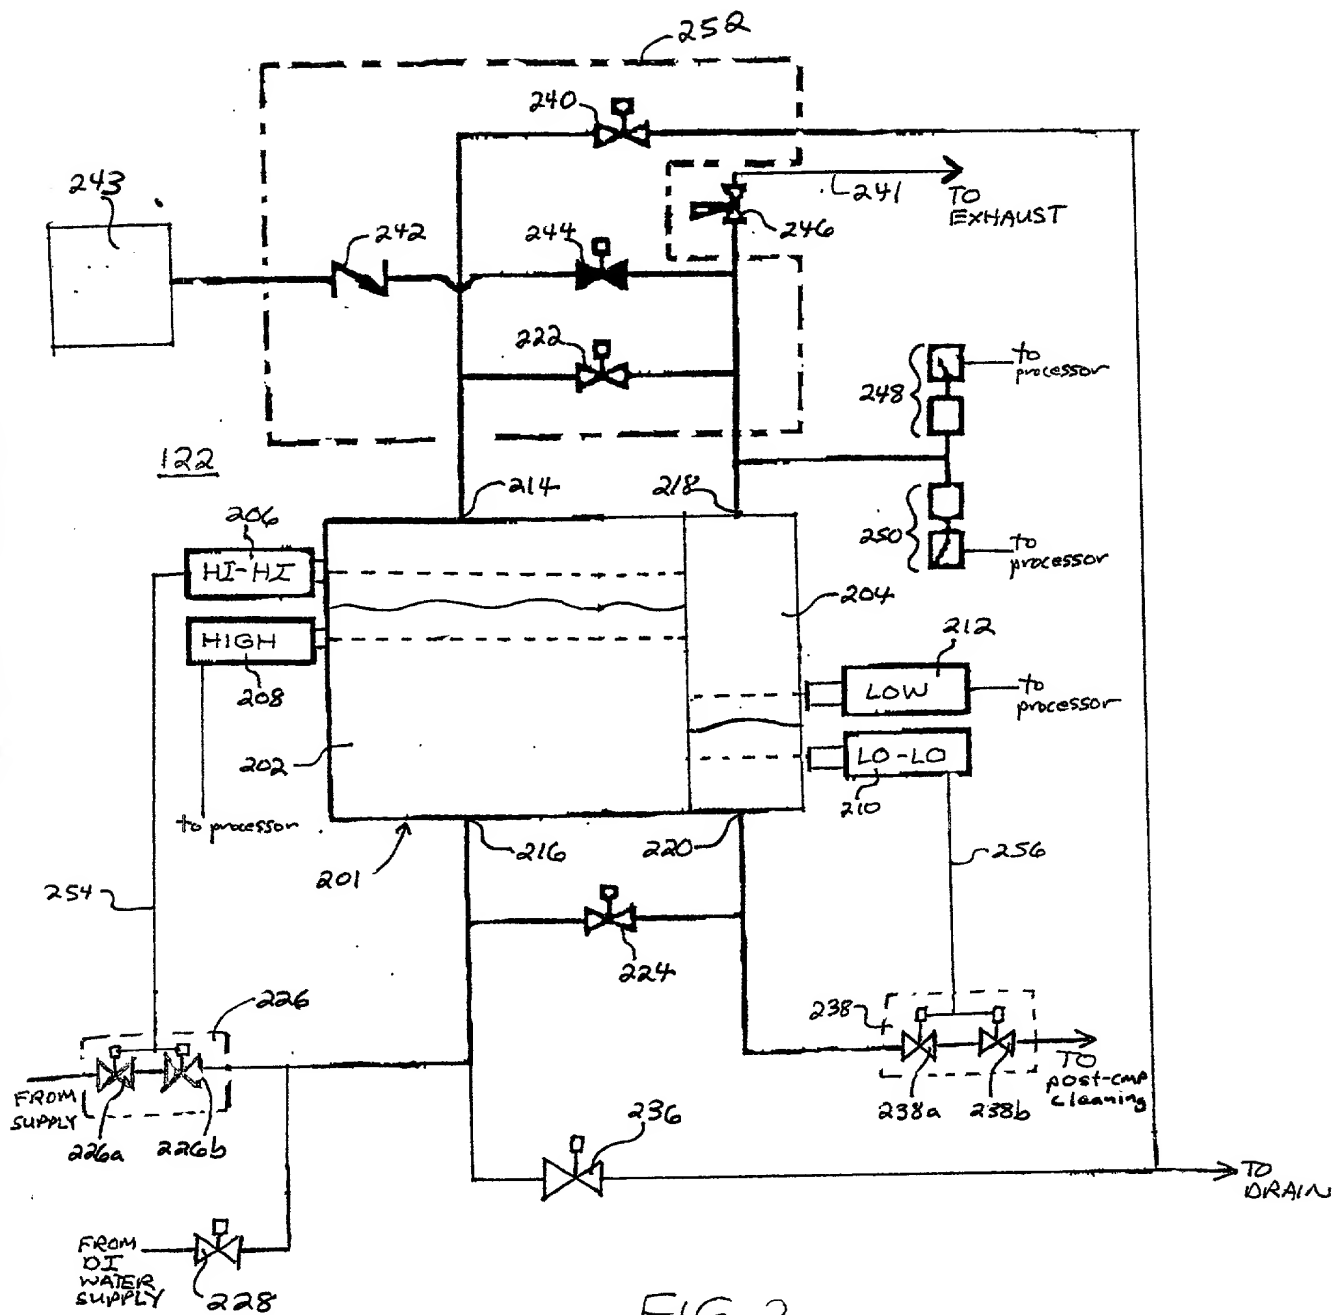 252
240
243
241
TO
EXHAUST
246
242
244
222
to
processor
248
122
214
218
206
HI-HI
250
to
processor
204
HIGH
208
212
LOW
to
processor
202
LO-LO
210
to processor
201
216
220
256
254
224
226
238
FROM
SUPPLY
226a
226b
238a
238b
TO
post-cmp
cleaning
236
TO
DRAIN
FROM
DI
WATER
SUPPLY
228